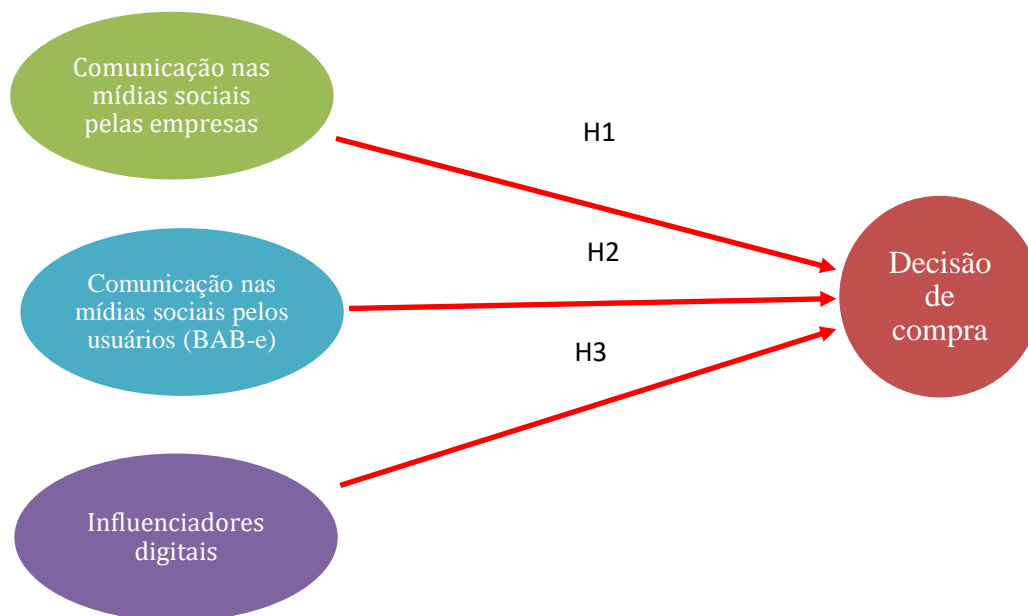 Comunicação nas
mídias sociais
pelas empresas
H1
H2
Comunicação nas
mídias sociais pelos
usuários (BAB-e)
Decisão
de
compra
H3
Influenciadores
digitais